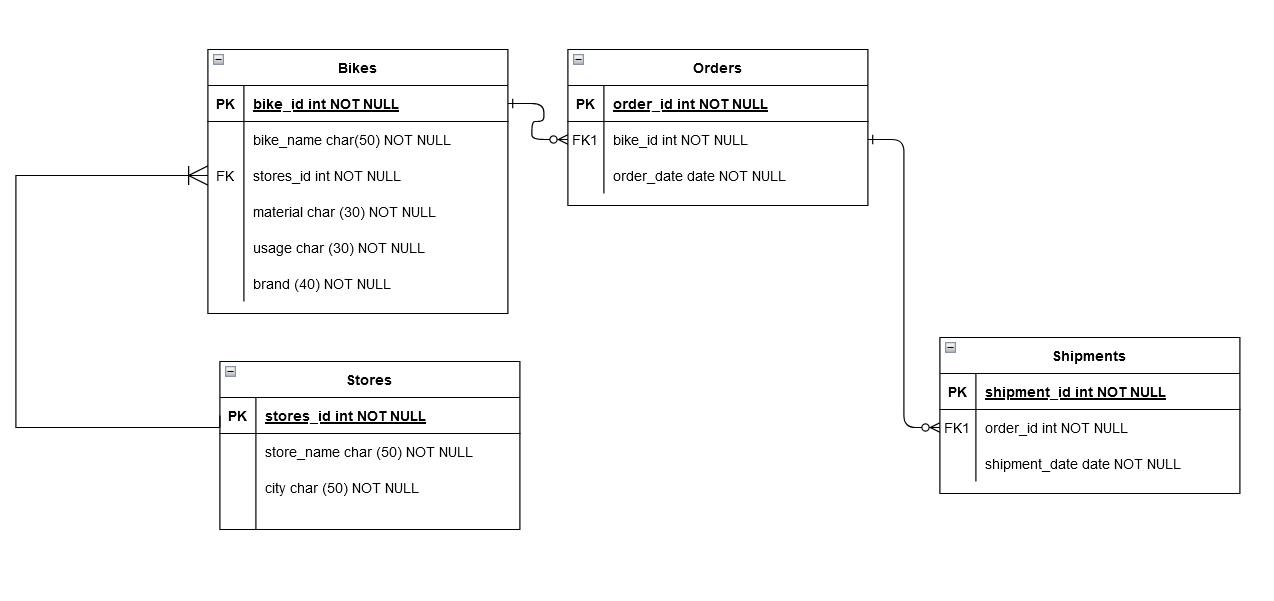 Bikes
PK bike_id int NOT NULL
bike_name char(50) NOT NULL
FK stores_id int NOT NULL
material char (30) NOT NULL
usage char (30) NOT NULL
brand (40) NOT NULL
Orders
PK order_id int NOT NULL
FK1 bike_id int NOT NULL
order_date date NOT NULL
Stores
PK stores_id int NOT NULL
store_name char (50) NOT NULL
city char (50) NOT NULL
Shipments
PK shipment_id int NOT NULL
FK1 order_id int NOT NULL
shipment_date date NOT NULL